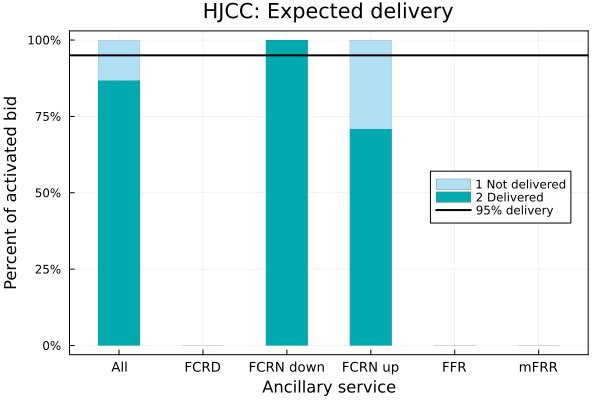 HJCC: Expected delivery
Percent of activated bid
100%
75%
50%
25%
0%
1 Not delivered
2 Delivered
95% delivery
All FCRD FCRN down FCRN up FFR mFRR
Ancillary service